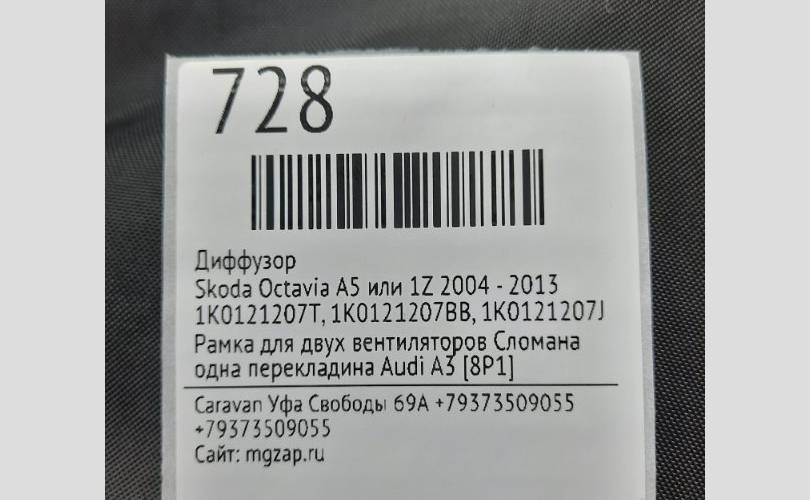 728
Диффузор
Skoda Octavia A5 или 1Z 2004 - 2013
1K0121207T, 1K0121207BB, 1K0121207J
Рамка для двух вентиляторов Сломана
одна перекладина Audi A3 [8P1]
Caravan Уфа Свободы 69А +79373509055
+79373509055
Сайт: mgzap.ru